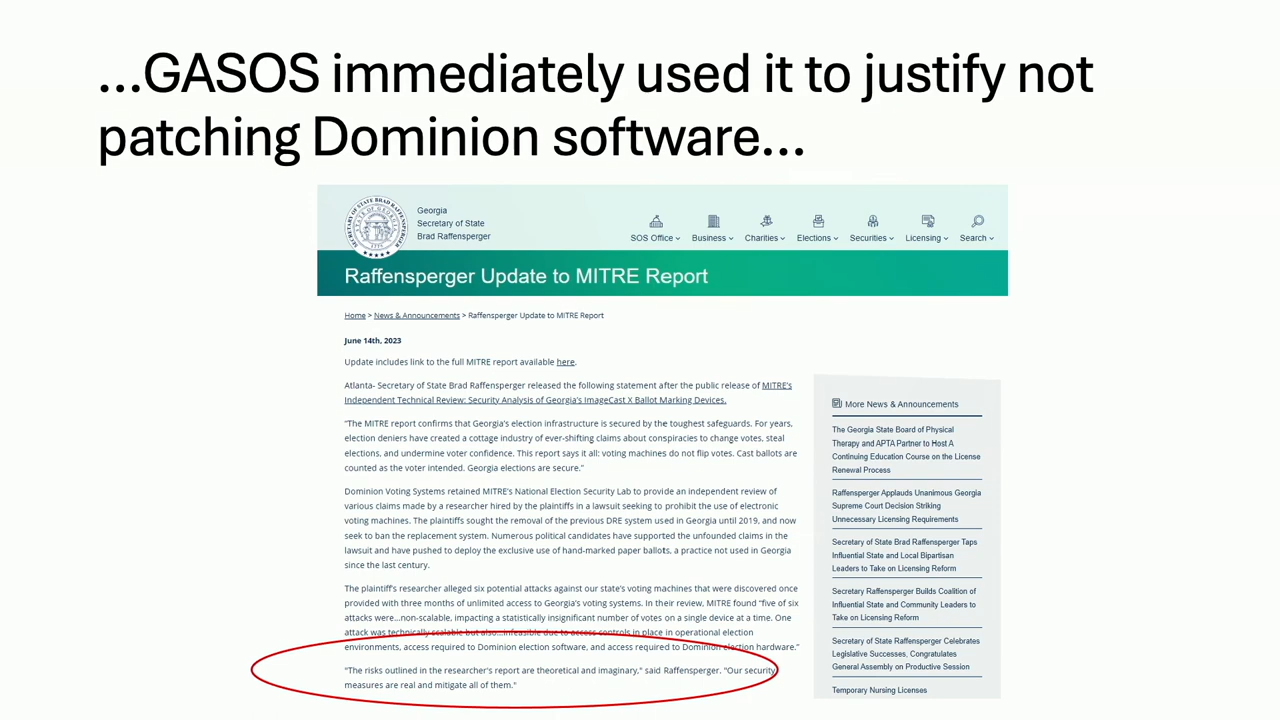 ...GASOS immediately used it to justify not
patching Dominion software...
SECRETARY OF STATE BRAD RAFFENSPERGER
Georgia
Secretary of State
Brad Raffensperger
SOS Office
Business
Charities
Elections
Securities
Licensing
Search
Raffensperger Update to MITRE Report
Home > News & Announcements > Raffensperger Update to MITRE Report
June 14th, 2023
Update includes link to the full MITRE report available here.
Atlanta- Secretary of State Brad Raffensperger released the following statement after the public release of MITRE's
Independent Technical Review: Security Analysis of Georgia's ImageCast X Ballot Marking Devices.
"The MITRE report confirms that Georgia's election infrastructure is secured by the toughest safeguards. For years,
election deniers have created a cottage industry of ever-shifting claims about conspiracies to change votes, steal
elections, and undermine voter confidence. This report says it all: voting machines do not flip votes. Cast ballots are
counted as the voter intended. Georgia elections are secure."
Dominion Voting Systems retained MITRE's National Election Security Lab to provide an independent review of
various claims made by a researcher hired by the plaintiffs in a lawsuit seeking to prohibit the use of electronic
voting machines. The plaintiffs sought the removal of the previous DRE system used in Georgia until 2019, and now
seek to ban the replacement system. Numerous political candidates have supported the unfounded claims in the
lawsuit and have pushed to deploy the exclusive use of hand-marked paper ballots, a practice not used in Georgia
since the last century.
The plaintiff's researcher alleged six potential attacks against our state's voting machines that were discovered once
provided with three months of unlimited access to Georgia's voting systems. In their review, MITRE found "five of six
attacks were...non-scalable, impacting a statistically insignificant number of votes on a single device at a time. One
attack was technically scalable but also...infeasible due to access controls in place in operational election
environments, access required to Dominion election software, and access required to Dominion election hardware."
"The risks outlined in the researcher's report are theoretical and imaginary," said Raffensperger. "Our security
measures are real and mitigate all of them."
More News & Announcements
The Georgia State Board of Physical
Therapy and APTA Partner to Host A
Continuing Education Course on the License
Renewal Process
Raffensperger Applauds Unanimous Georgia
Supreme Court Decision Striking
Unnecessary Licensing Requirements
Secretary of State Brad Raffensperger Taps
Influential State and Local Bipartisan
Leaders to Take on Licensing Reform
Secretary Raffensperger Builds Coalition of
Influential State and Community Leaders to
Take on Licensing Reform
Secretary of State Raffensperger Celebrates
Legislative Successes, Congratulates
General Assembly on Productive Session
Temporary Nursing Licenses